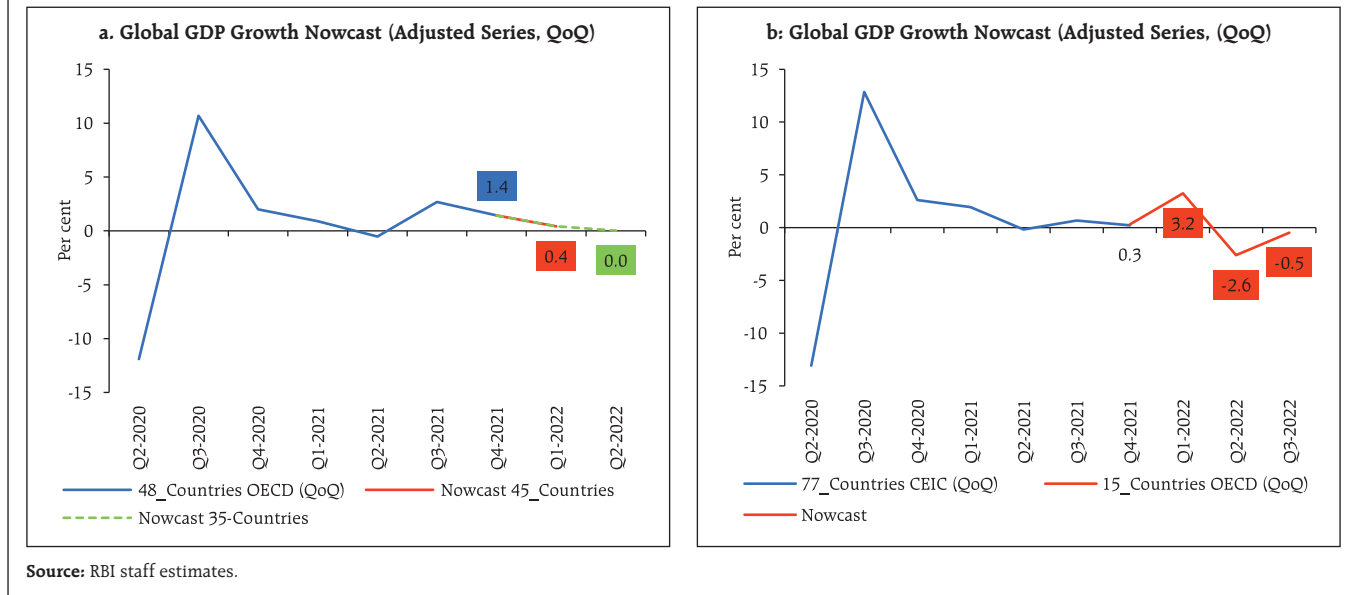 a. Global GDP Growth Nowcast (Adjusted Series, QoQ)
15
10
5
0
-5
-10
-15
Per cent
1.4
0.4
0.0
Q2-2020
Q3-2020
Q4-2020
Q1-2021
Q2-2021
Q3-2021
Q4-2021
Q1-2022
Q2-2022
48_Countries OECD (QoQ)
Nowcast 45_Countries
Nowcast 35-Countries
b: Global GDP Growth Nowcast (Adjusted Series, (QoQ)
15
10
5
0
-5
-10
-15
Per cent
0.3
3.2
-2.6
-0.5
Q2-2020
Q3-2020
Q4-2020
Q1-2021
Q2-2021
Q3-2021
Q4-2021
Q1-2022
Q2-2022
Q3-2022
77_Countries CEIC (QoQ)
15_Countries OECD (QoQ)
Nowcast
Source: RBI staff estimates.